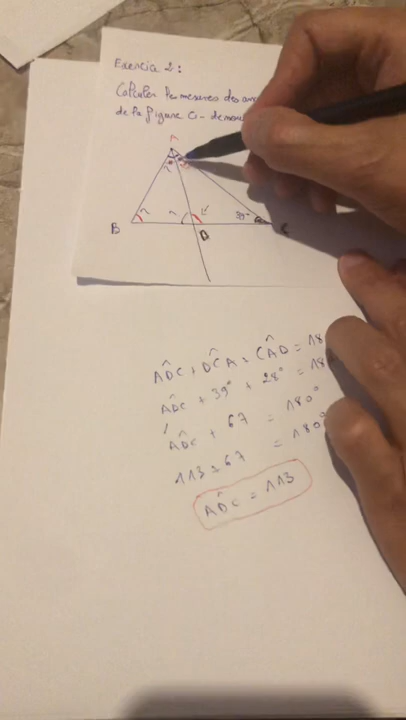 Exercice 2:
Calculer les mesures des
de la figure ci-
A
B
D
C
39°
ADC + DCA + CAD = 18
ADC + 39° + 28° = 18
ADC + 67 = 180°
113 + 67 = 180°
ADC = 113